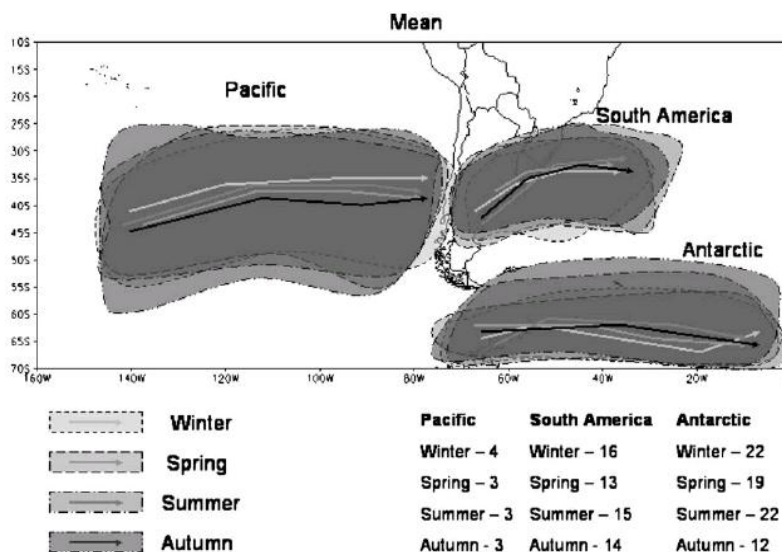 Mean
10S
15S
20S
25S
30S
35S
40S
45S
50S
55S
60S
65S
70S
Pacific
South America
Antarctic
160W 140W 120W 100W 80W 60W 40W 20W 0
Winter
Spring
Summer
Autumn
Pacific South America Antarctic
Winter – 4 Winter – 16 Winter – 22
Spring – 3 Spring – 13 Spring – 19
Summer – 3 Summer – 15 Summer – 22
Autumn - 3 Autumn - 14 Autumn - 12